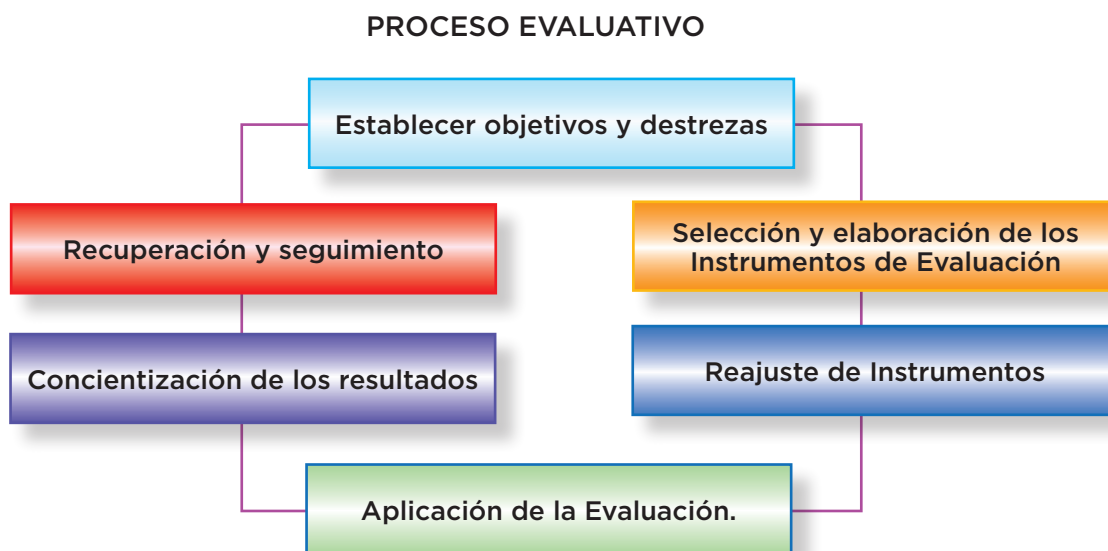 PROCESO EVALUATIVO
Establecer objetivos y destrezas
Recuperación y seguimiento
Selección y elaboración de los
Instrumentos de Evaluación
Concientización de los resultados
Reajuste de Instrumentos
Aplicación de la Evaluación.